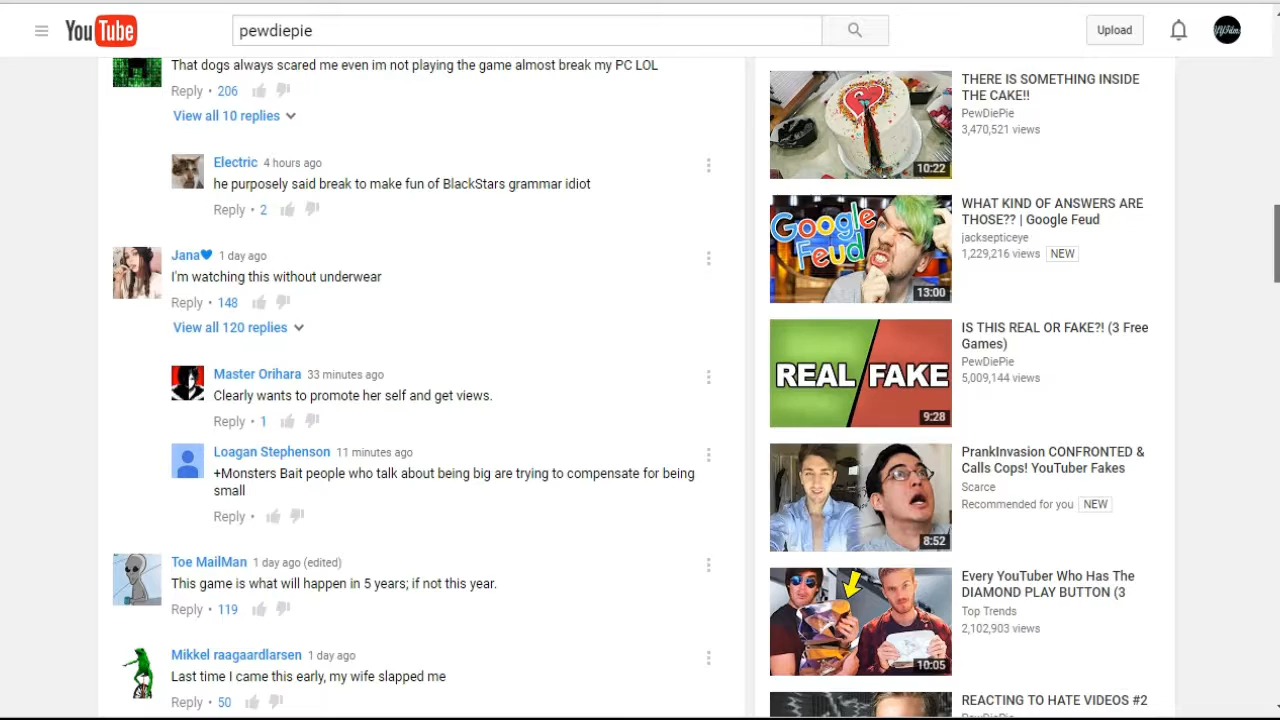 YouTube
pewdiepie
Upload
That dogs always scared me even im not playing the game almost break my PC LOL
Reply • 206
View all 10 replies
Electric 4 hours ago
he purposely said break to make fun of BlackStars grammar idiot
Reply • 2
Jana♥ 1 day ago
I'm watching this without underwear
Reply • 148
View all 120 replies
Master Orihara 33 minutes ago
Clearly wants to promote her self and get views.
Reply • 1
Loagan Stephenson 11 minutes ago
+Monsters Bait people who talk about being big are trying to compensate for being
small
Reply •
Toe MailMan 1 day ago (edited)
This game is what will happen in 5 years; if not this year.
Reply • 119
Mikkel raagaardlarsen 1 day ago
Last time I came this early, my wife slapped me
Reply • 50
10:22
THERE IS SOMETHING INSIDE
THE CAKE!!
PewDiePie
3,470,521 views
Google
Feud
13:00
WHAT KIND OF ANSWERS ARE
THOSE?? | Google Feud
jacksepticeye
1,229,216 views NEW
REAL FAKE
9:28
IS THIS REAL OR FAKE?! (3 Free
Games)
PewDiePie
5,009,144 views
8:52
PrankInvasion CONFRONTED &
Calls Cops! YouTuber Fakes
Scarce
Recommended for you NEW
10:05
Every YouTuber Who Has The
DIAMOND PLAY BUTTON (3
Top Trends
2,102,903 views
REACTING TO HATE VIDEOS #2
PewDiePie